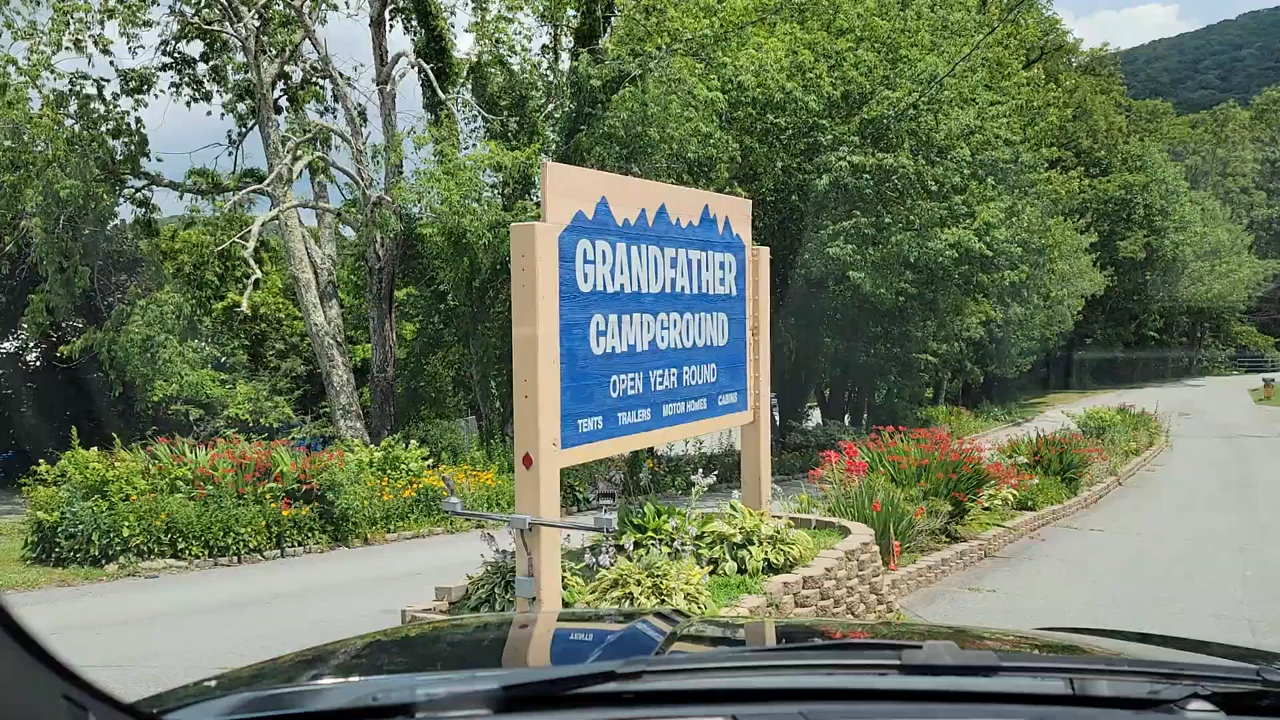 GRANDFATHER
CAMPGROUND
OPEN YEAR ROUND
TENTS TRAILERS MOTOR HOMES CABINS